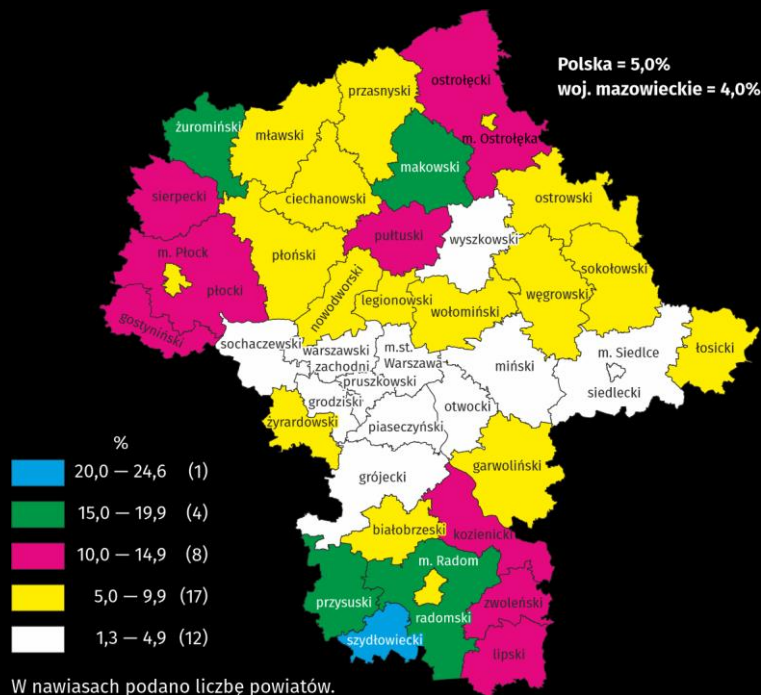 ostrołęcki
Polska = 5,0%
woj. mazowieckie = 4,0%
przasnyski
żuromiński
mławski
m. Ostrołęka
makowski
sierpecki
ciechanowski
ostrowski
pułtuski
wyszkowski
m. Płock
płoński
sokołowski
nowodworski
węgrowski
płocki
legionowski
wołomiński
gostyniński
sochaczewski
warszawski
zachodni
m.st.
Warszawa
miński
m. Siedlce
łosicki
pruszkowski
siedlecki
grodziski
otwocki
żyrardowski
piaseczyński
garwoliński
grójecki
białobrzeski
kozienicki
m. Radom
przysuski
zwoleński
radomski
szydłowiecki
lipski
%
20,0 — 24,6 (1)
15,0 — 19,9 (4)
10,0 — 14,9 (8)
5,0 — 9,9 (17)
1,3 — 4,9 (12)
W nawiasach podano liczbę powiatów.